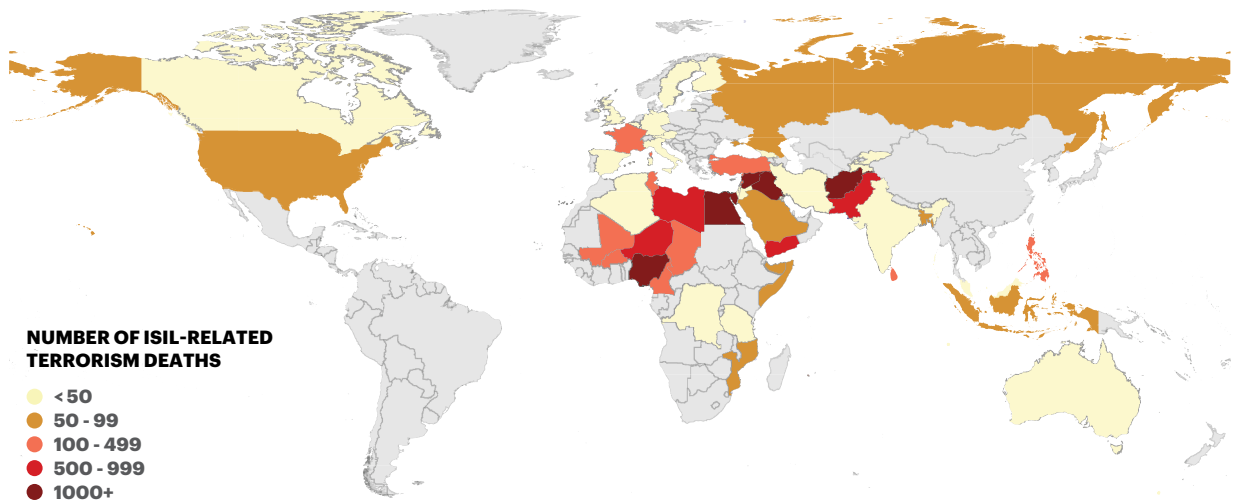 NUMBER OF ISIL-RELATED
TERRORISM DEATHS
< 50
50 - 99
100 - 499
500 - 999
1000+